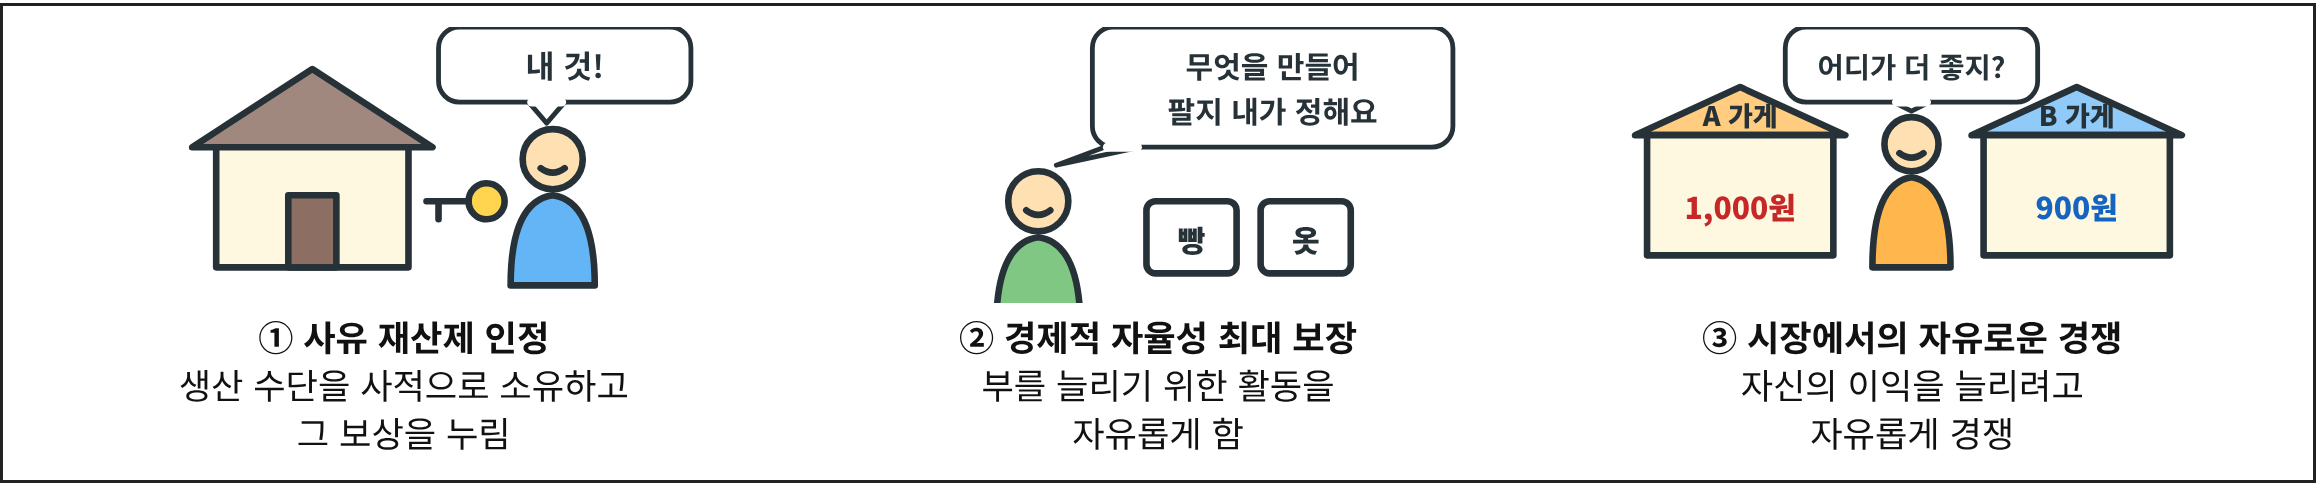 내 것!
① 사유 재산제 인정
생산 수단을 사적으로 소유하고
그 보상을 누림
무엇을 만들어
팔지 내가 정해요
빵
옷
② 경제적 자율성 최대 보장
부를 늘리기 위한 활동을
자유롭게 함
어디가 더 좋지?
A 가게
B 가게
1,000원
900원
③ 시장에서의 자유로운 경쟁
자신의 이익을 늘리려고
자유롭게 경쟁